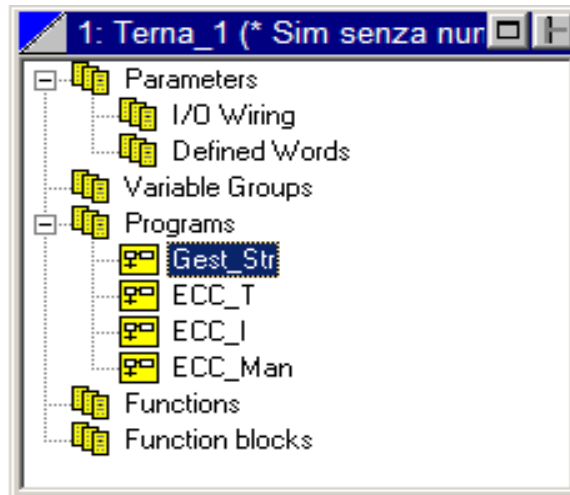 1: Terna_1 (* Sim senza nur
Parameters
I/O Wiring
Defined Words
Variable Groups
Programs
Gest_Str
ECC_T
ECC_I
ECC_Man
Functions
Function blocks